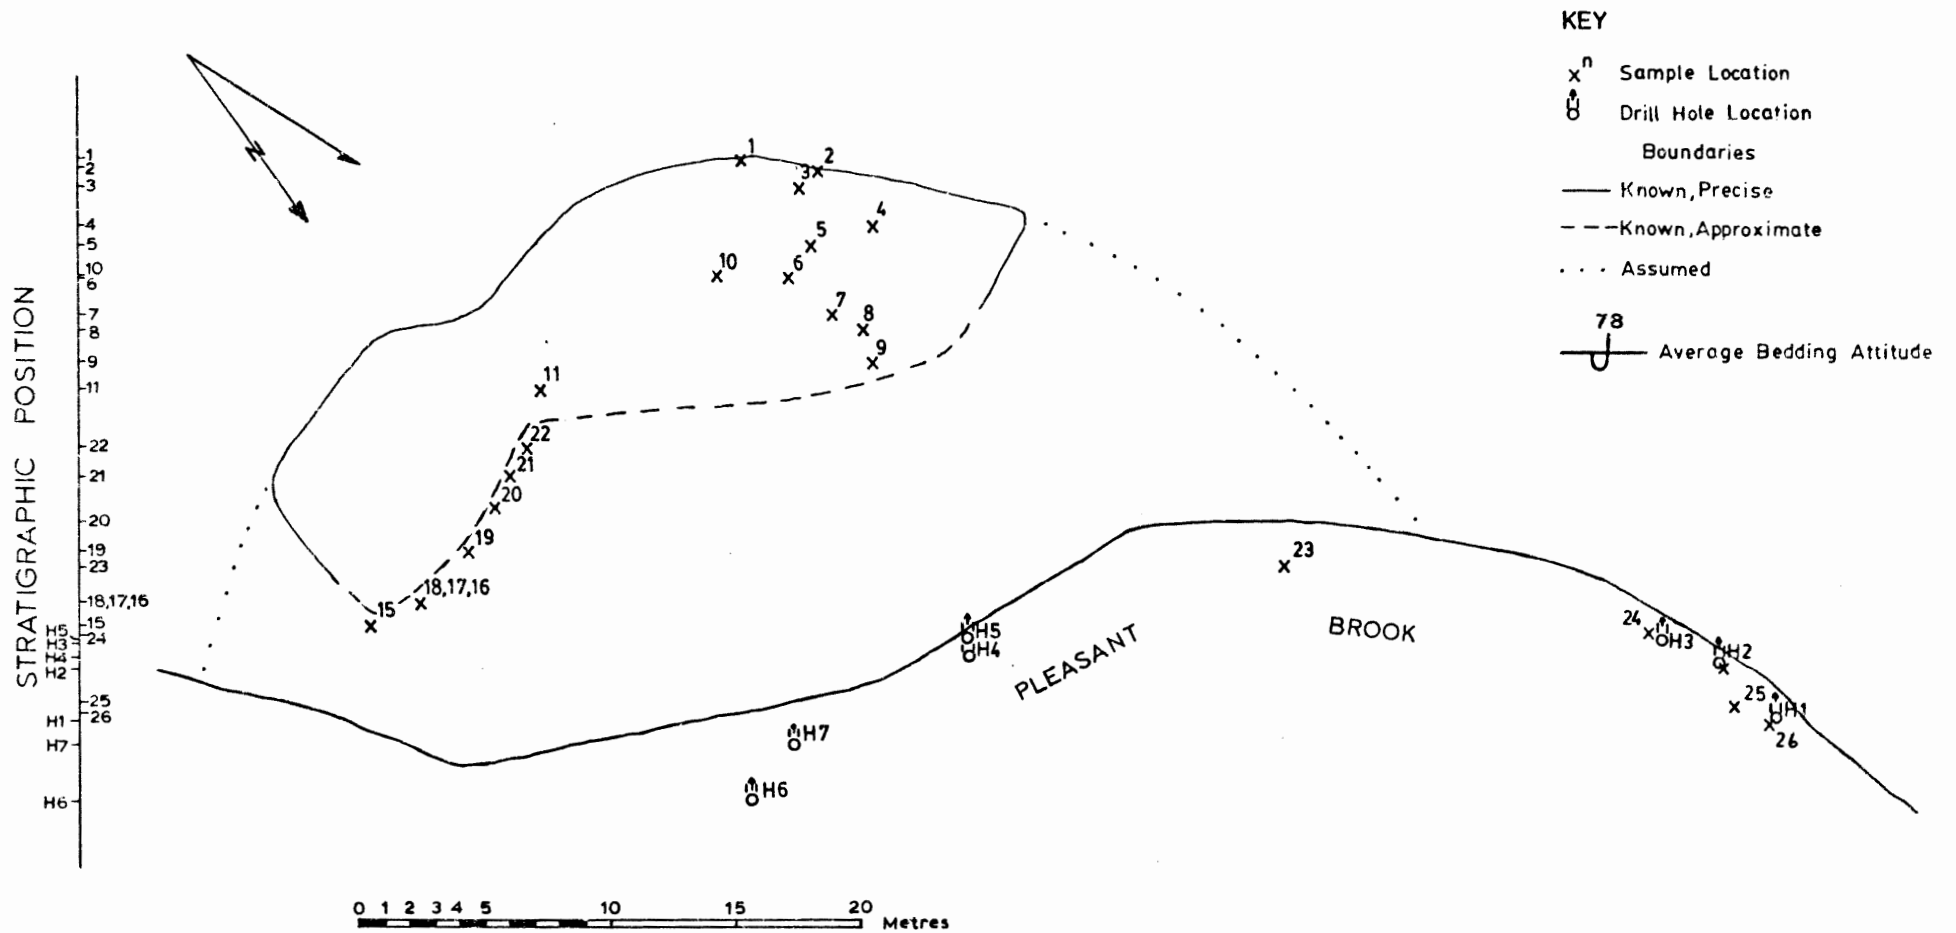 KEY
n
x Sample Location
Drill Hole Location
Boundaries
Known, Precise
Known, Approximate
Assumed
78
Average Bedding Attitude
N
STRATIGRAPHIC POSITION
1
2
3
4
5
10
6
7
8
9
11
22
21
20
19
23
18,17,16
15
H5
24
H3
H4
H2
25
26
H1
H7
H6
1
2
3
4
5
10
6
7
8
9
11
22
21
20
19
18,17,16
15
23
24
H3
H2
25
H1
26
H5
H4
H7
H6
PLEASANT BROOK
0 1 2 3 4 5 10 15 20 Metres